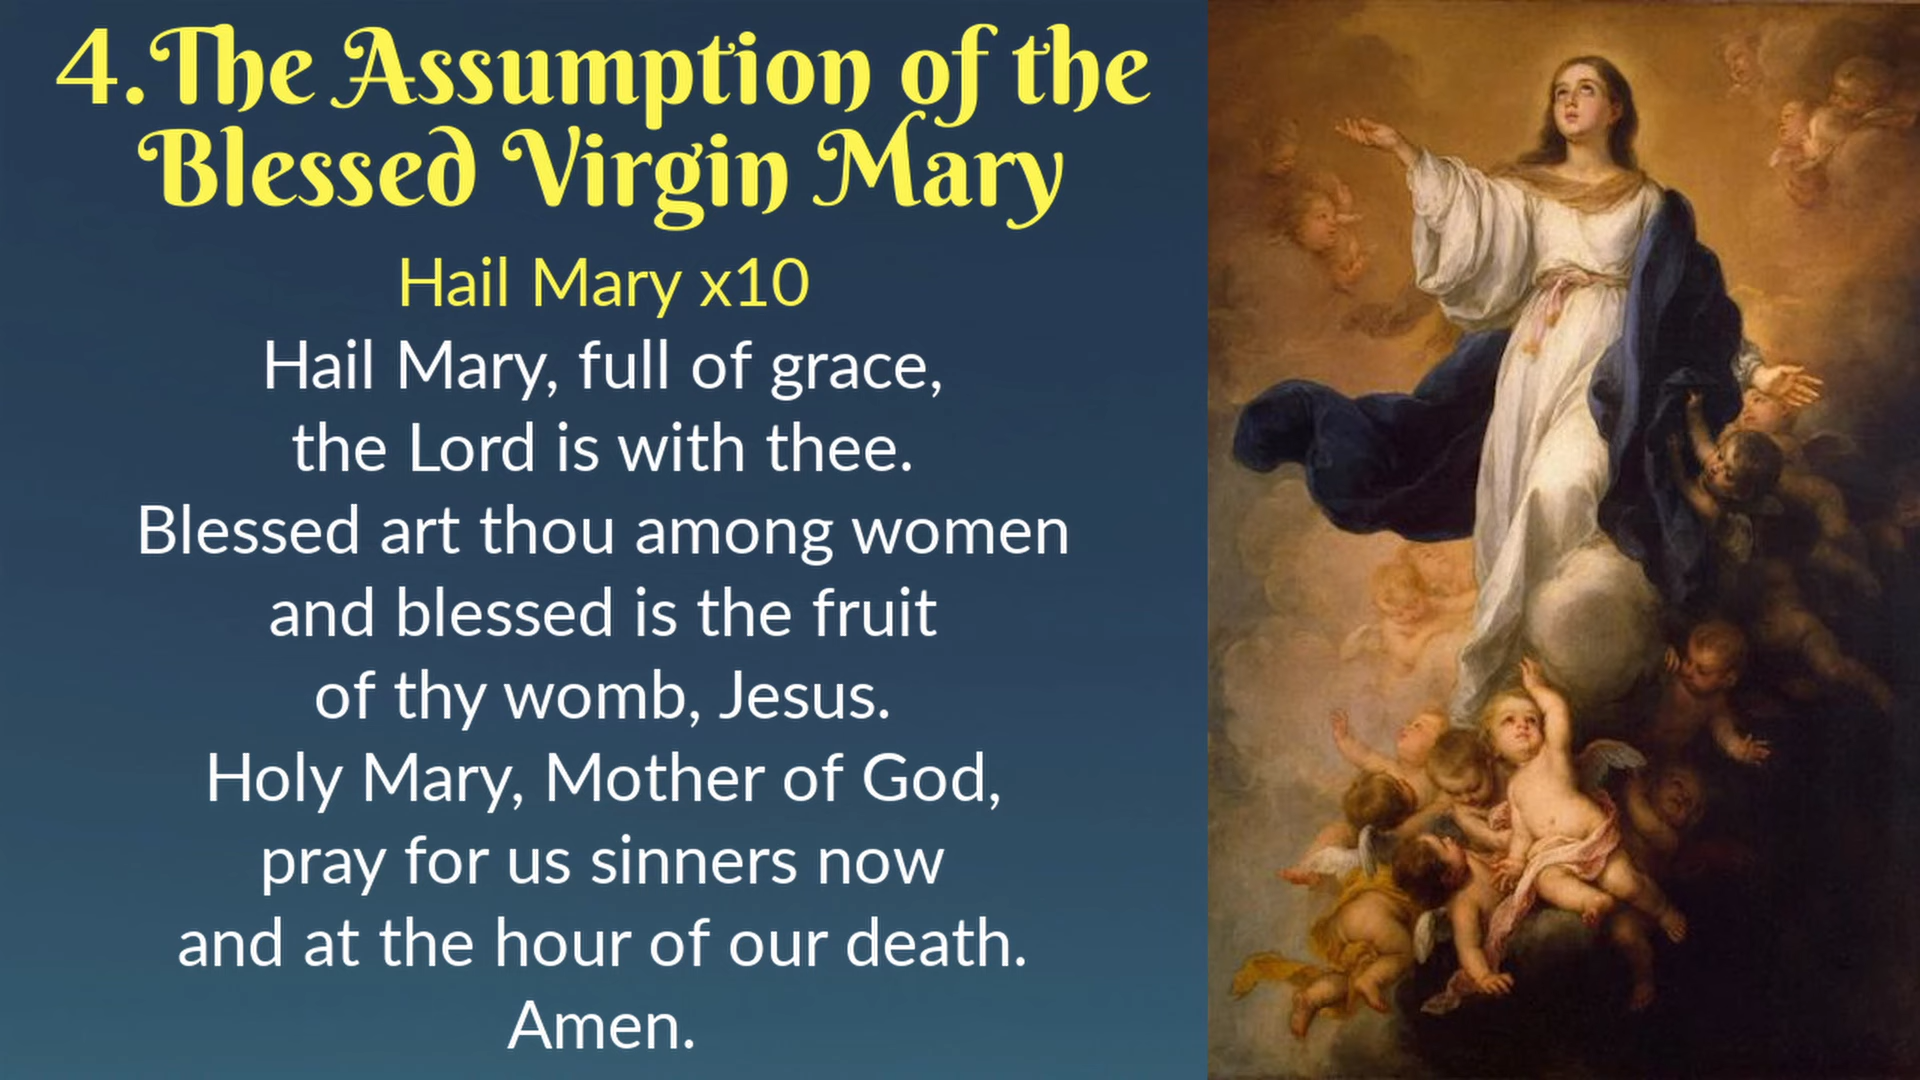 4.The Assumption of the
Blessed Virgin Mary
Hail Mary x10
Hail Mary, full of grace,
the Lord is with thee.
Blessed art thou among women
and blessed is the fruit
of thy womb, Jesus.
Holy Mary, Mother of God,
pray for us sinners now
and at the hour of our death.
Amen.